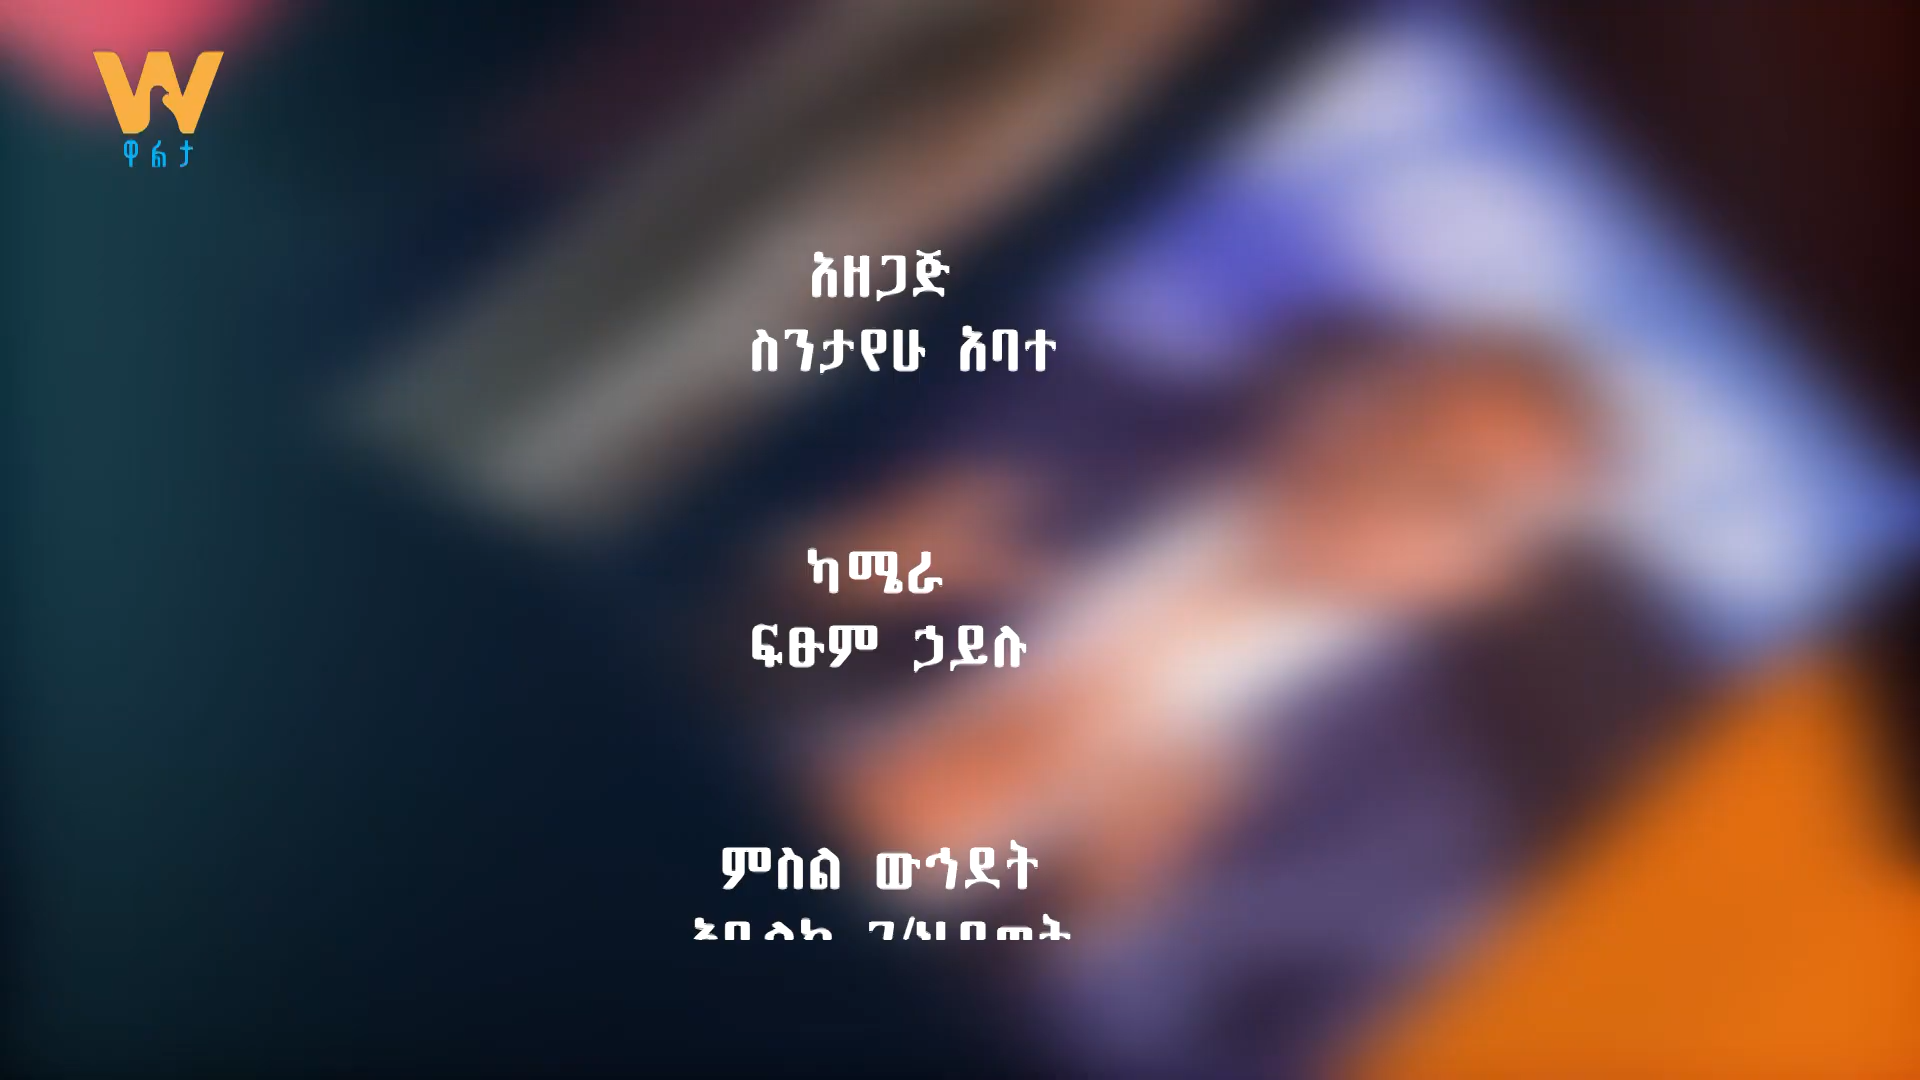 ዋልታ
አዘጋጅ
ስንታየሁ አባተ
ካሜራ
ፍፁም ኃይሉ
ምስል ውኅደት